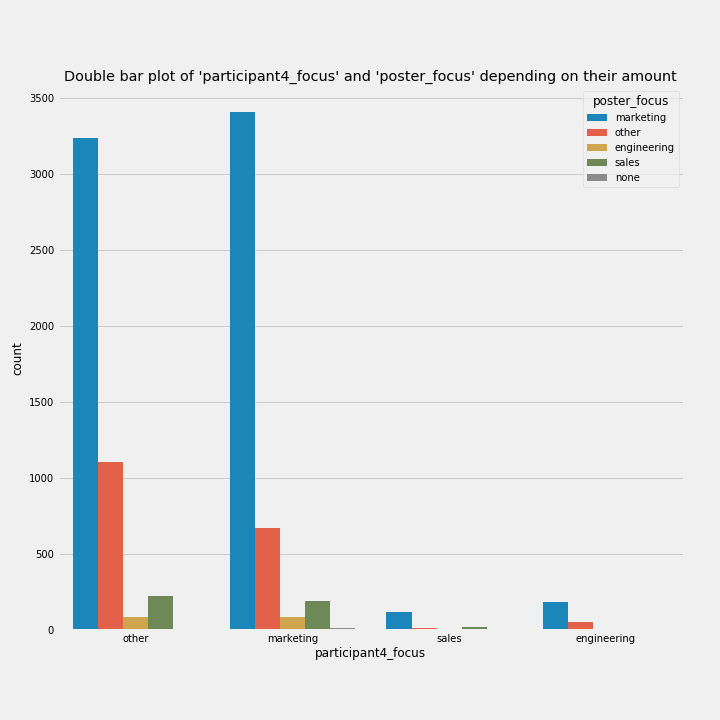 Double bar plot of 'participant4_focus' and 'poster_focus' depending on their amount
poster_focus
marketing
other
engineering
sales
none
3500
3000
2500
2000
1500
1000
500
0
count
other
marketing
sales
engineering
participant4_focus